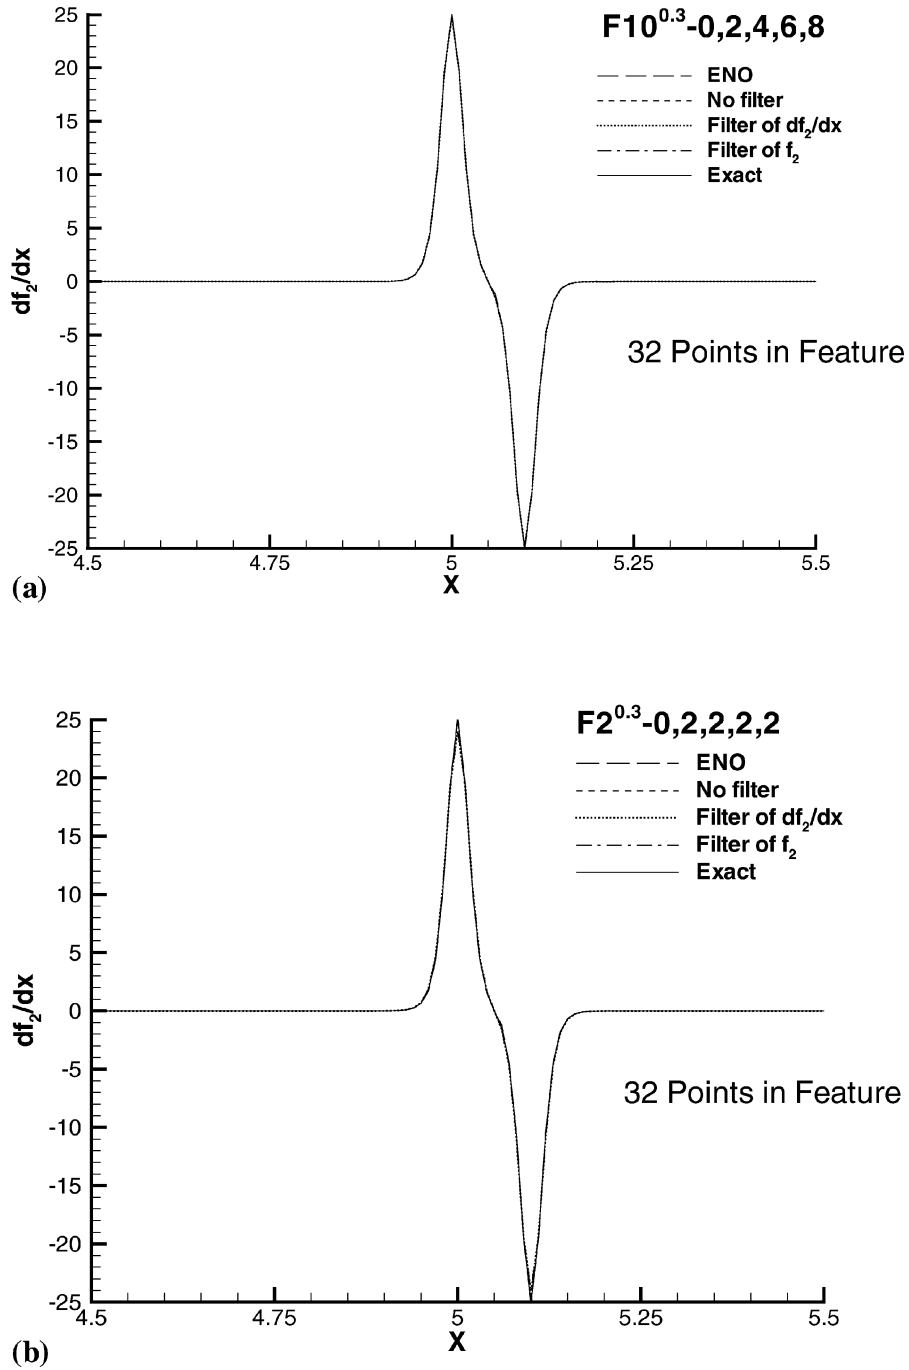 F10^0.3-0,2,4,6,8
ENO
No filter
Filter of df₂/dx
Filter of f₂
Exact
25
20
15
10
5
0
-5
-10
-15
-20
-25
df₂/dx
32 Points in Feature
4.5 4.75 5 5.25 5.5
X
(a)
F2^0.3-0,2,2,2,2
ENO
No filter
Filter of df₂/dx
Filter of f₂
Exact
25
20
15
10
5
0
-5
-10
-15
-20
-25
df₂/dx
32 Points in Feature
4.5 4.75 5 5.25 5.5
X
(b)